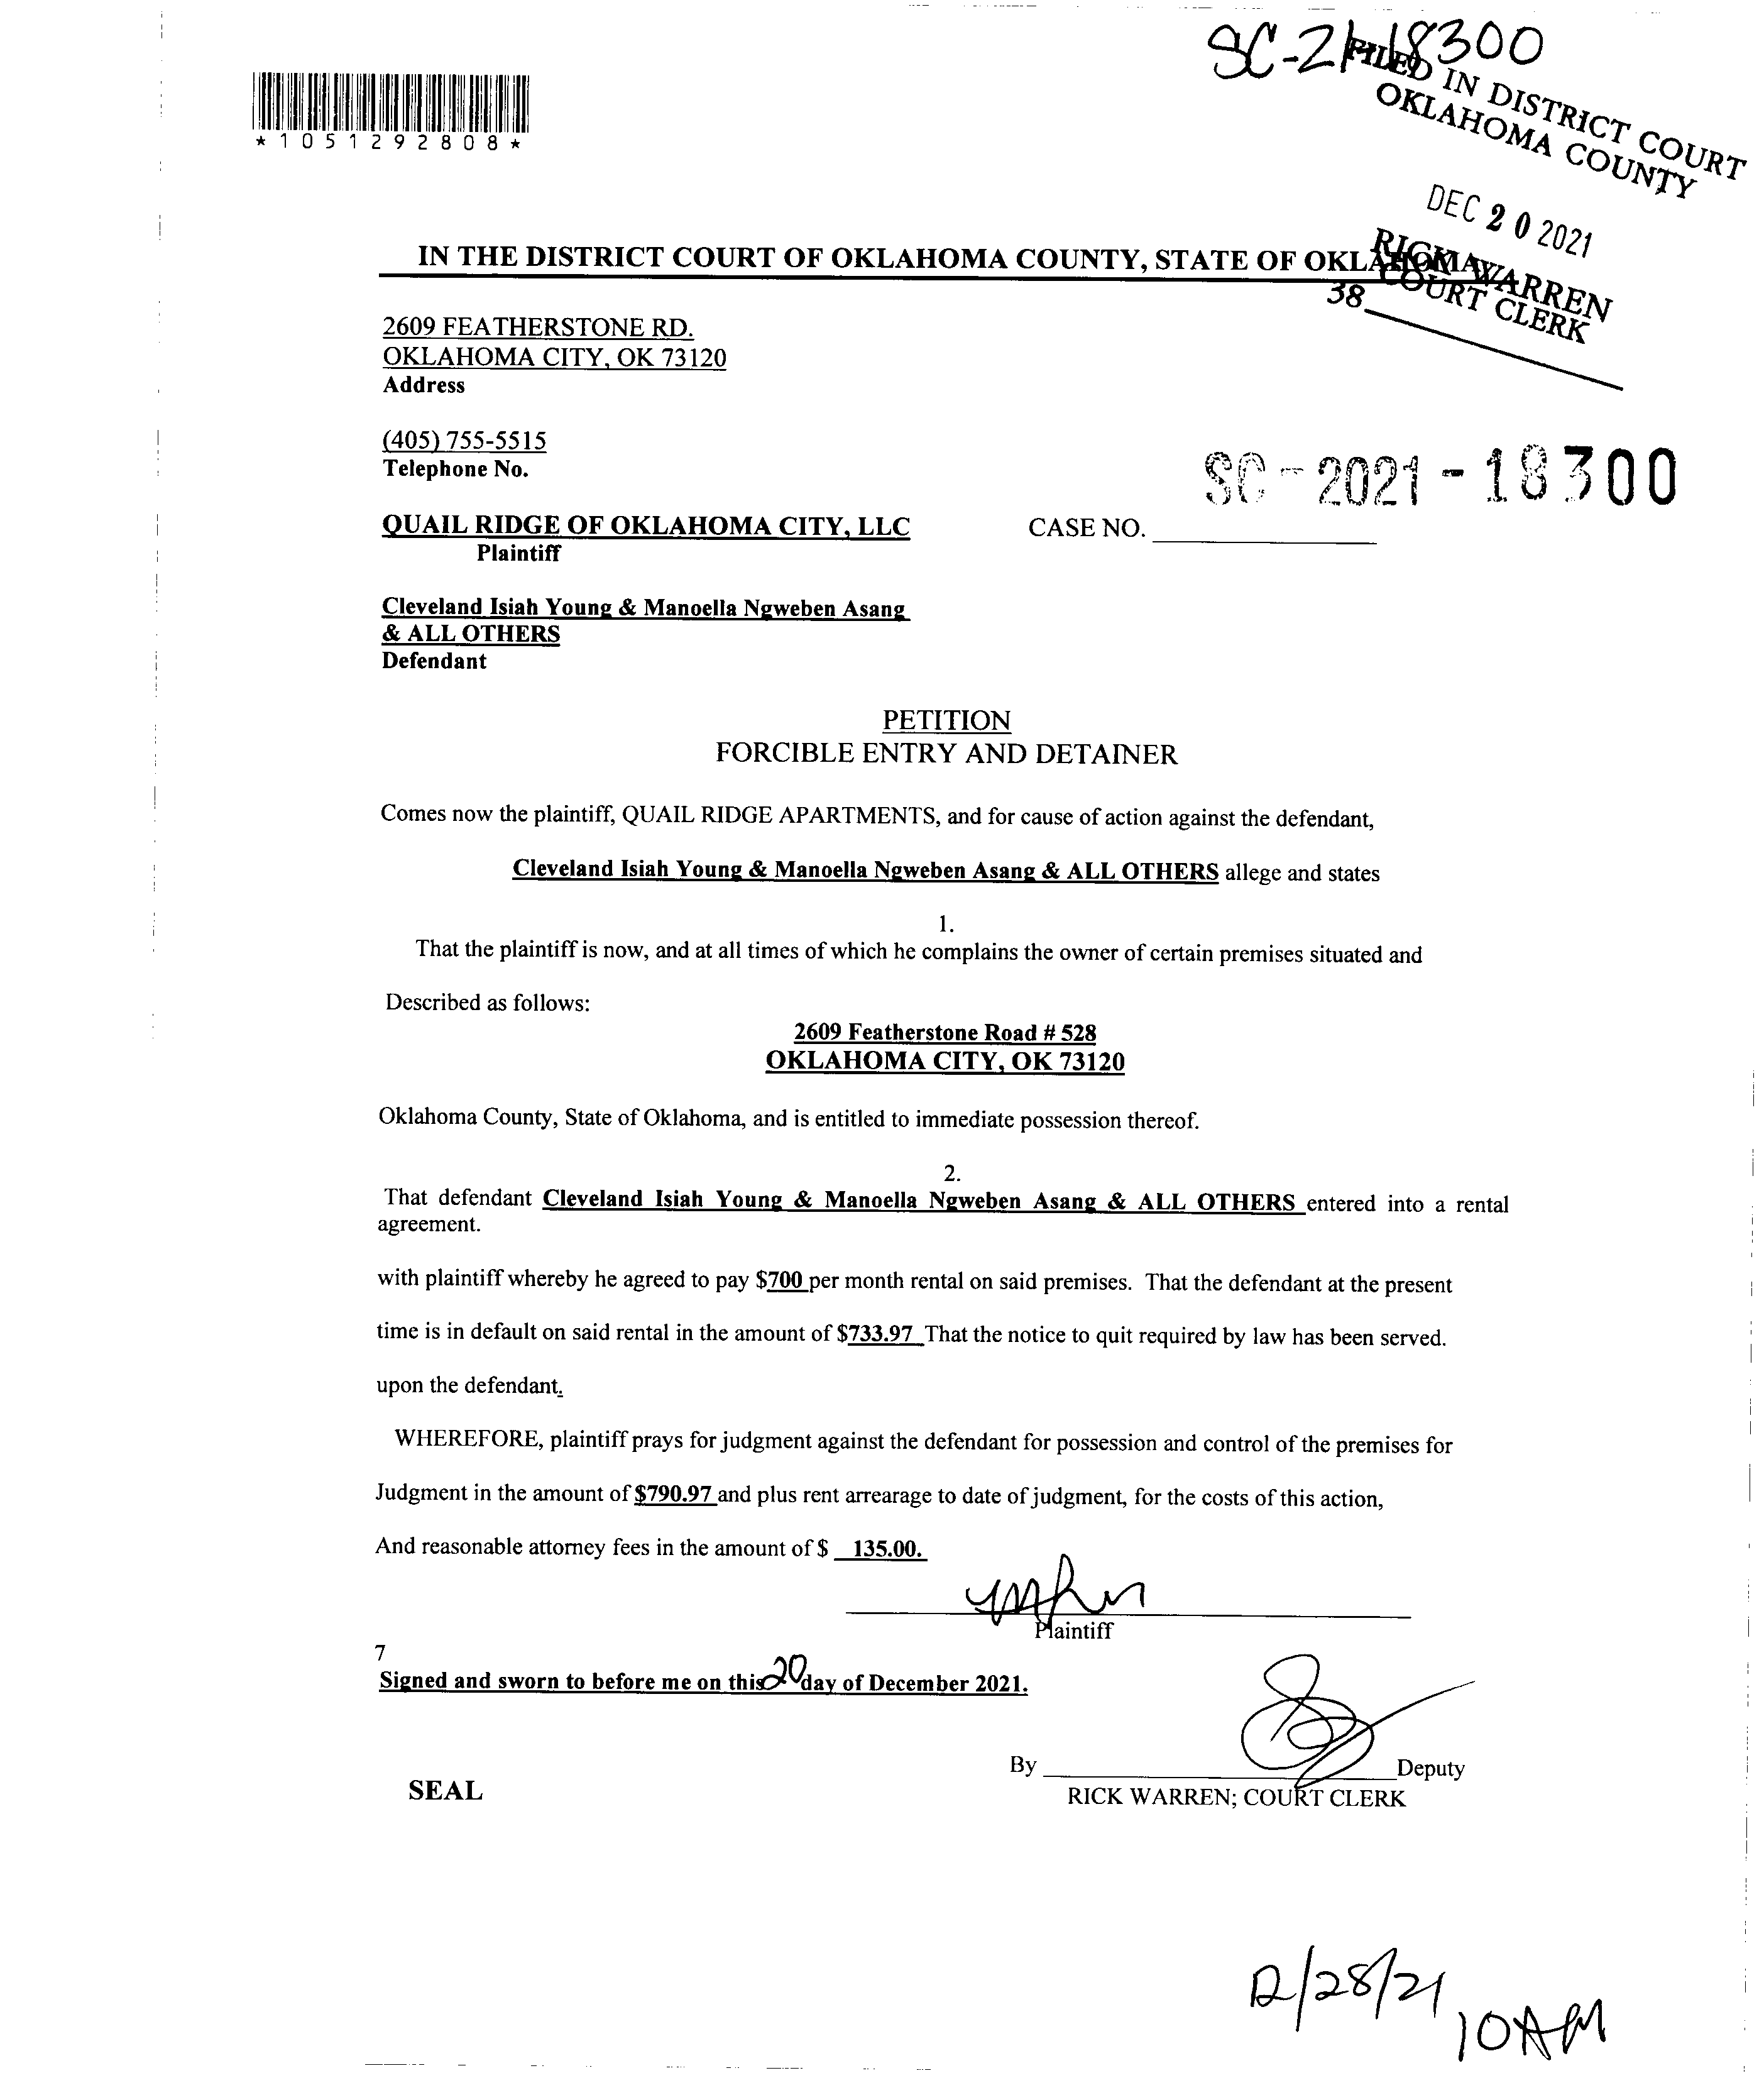 SC-21-18300
FILED IN DISTRICT COURT
OKLAHOMA COUNTY
*1051292808*
DEC 20 2021
IN THE DISTRICT COURT OF OKLAHOMA COUNTY, STATE OF OKLAHOMA
RICK WARREN
COURT CLERK
38
2609 FEATHERSTONE RD.
OKLAHOMA CITY, OK 73120
Address
(405) 755-5515
Telephone No.
SC-2021-18300
QUAIL RIDGE OF OKLAHOMA CITY, LLC
CASE NO.
Plaintiff
Cleveland Isiah Young & Manoella Ngweben Asang
& ALL OTHERS
Defendant
PETITION
FORCIBLE ENTRY AND DETAINER
Comes now the plaintiff, QUAIL RIDGE APARTMENTS, and for cause of action against the defendant,
Cleveland Isiah Young & Manoella Ngweben Asang & ALL OTHERS allege and states
1.
That the plaintiff is now, and at all times of which he complains the owner of certain premises situated and
Described as follows:
2609 Featherstone Road # 528
OKLAHOMA CITY, OK 73120
Oklahoma County, State of Oklahoma, and is entitled to immediate possession thereof.
2.
That defendant Cleveland Isiah Young & Manoella Ngweben Asang & ALL OTHERS entered into a rental
agreement.
with plaintiff whereby he agreed to pay $700 per month rental on said premises. That the defendant at the present
time is in default on said rental in the amount of $733.97 That the notice to quit required by law has been served.
upon the defendant.
WHEREFORE, plaintiff prays for judgment against the defendant for possession and control of the premises for
Judgment in the amount of $790.97 and plus rent arrearage to date of judgment, for the costs of this action,
And reasonable attorney fees in the amount of $ 135.00.
Plaintiff
7
Signed and sworn to before me on this 20 day of December 2021.
By Deputy
SEAL
RICK WARREN; COURT CLERK
12/28/21
10AM